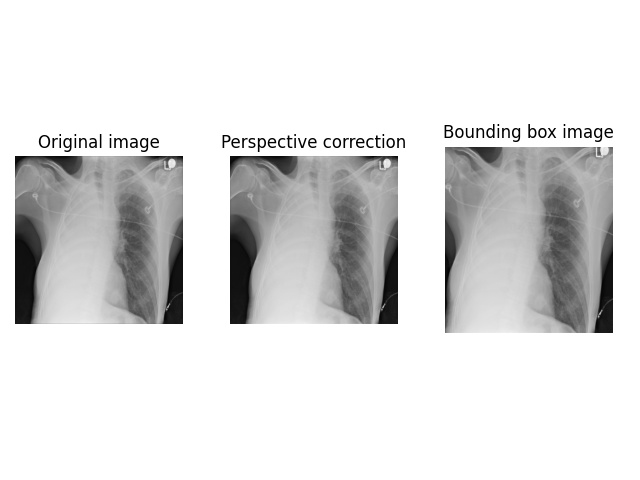 Original image
Perspective correction
Bounding box image
L
L
L